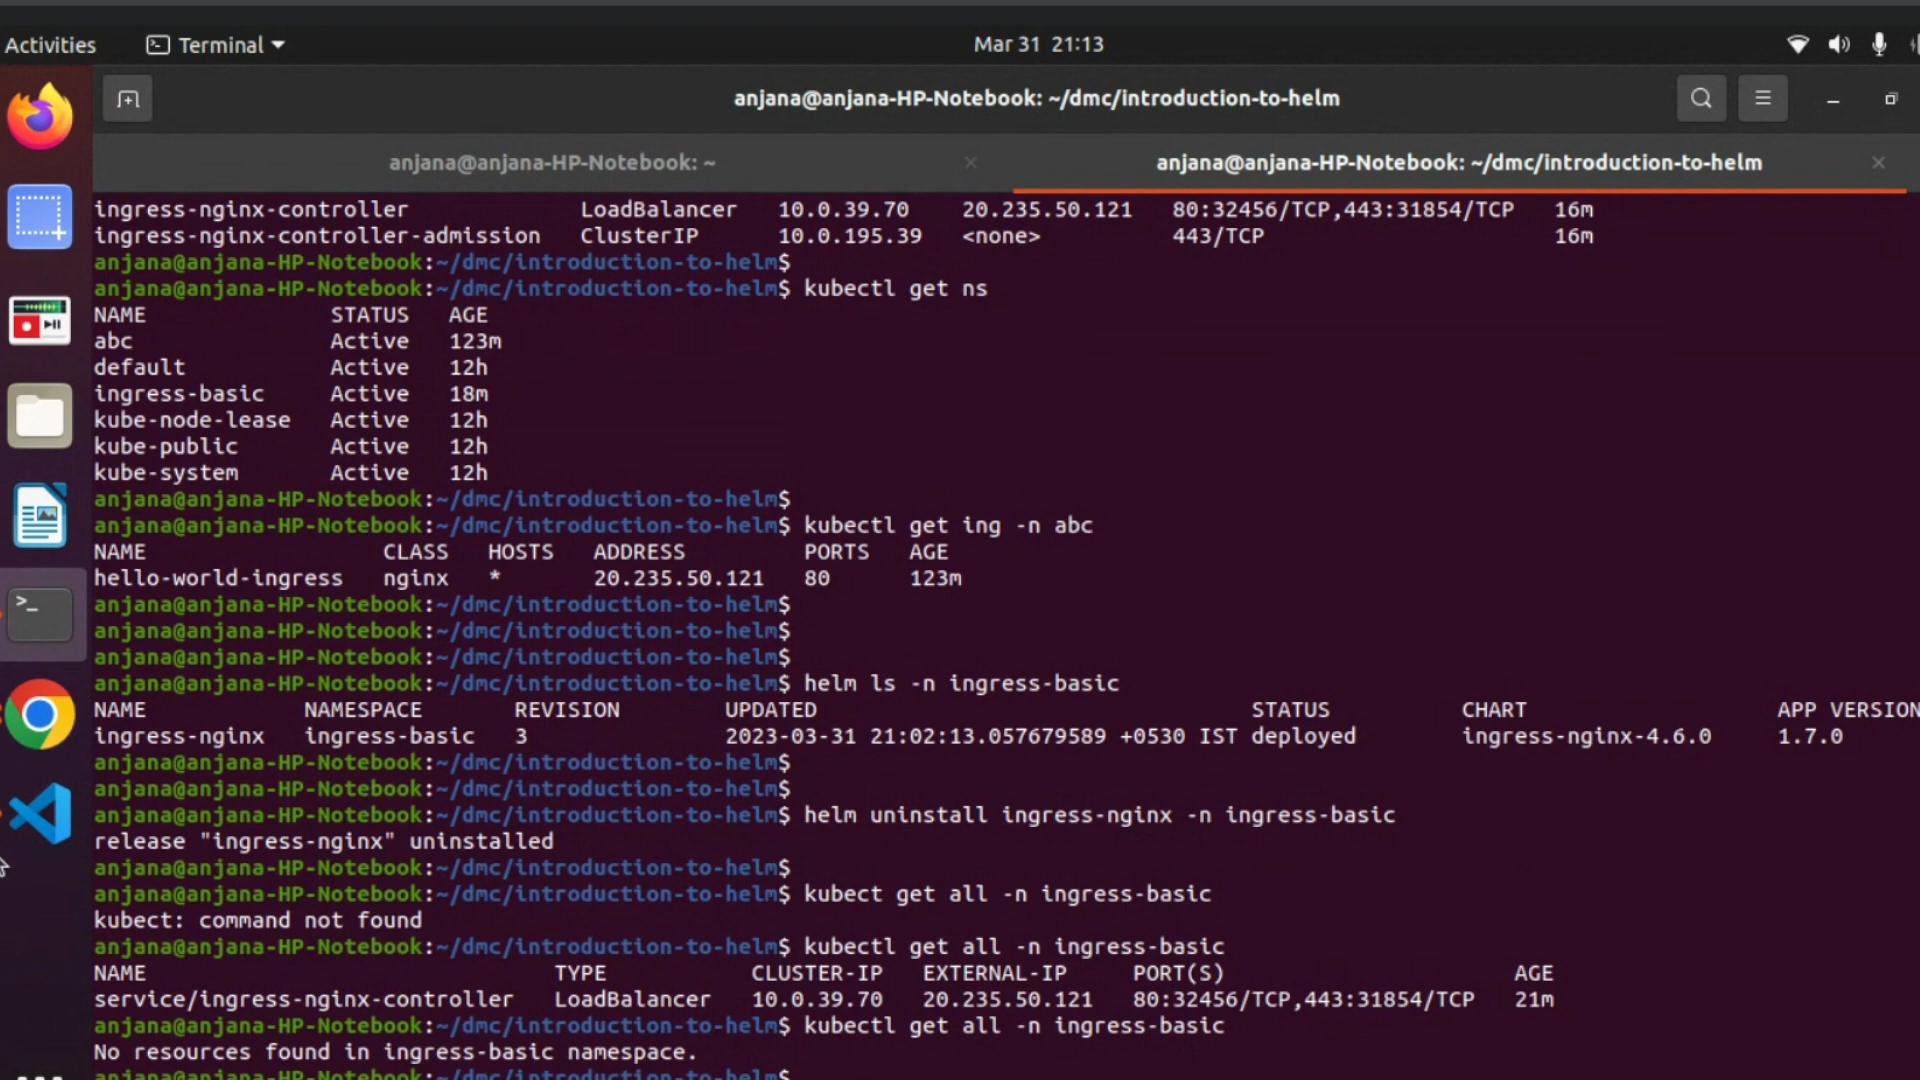 Activities Terminal Mar 31 21:13
anjana@anjana-HP-Notebook: ~/dmc/introduction-to-helm
anjana@anjana-HP-Notebook: ~ × anjana@anjana-HP-Notebook: ~/dmc/introduction-to-helm ×
ingress-nginx-controller LoadBalancer 10.0.39.70 20.235.50.121 80:32456/TCP,443:31854/TCP 16m
ingress-nginx-controller-admission ClusterIP 10.0.195.39 <none> 443/TCP 16m
anjana@anjana-HP-Notebook:~/dmc/introduction-to-helm$
anjana@anjana-HP-Notebook:~/dmc/introduction-to-helm$ kubectl get ns
NAME STATUS AGE
abc Active 123m
default Active 12h
ingress-basic Active 18m
kube-node-lease Active 12h
kube-public Active 12h
kube-system Active 12h
anjana@anjana-HP-Notebook:~/dmc/introduction-to-helm$
anjana@anjana-HP-Notebook:~/dmc/introduction-to-helm$ kubectl get ing -n abc
NAME CLASS HOSTS ADDRESS PORTS AGE
hello-world-ingress nginx * 20.235.50.121 80 123m
anjana@anjana-HP-Notebook:~/dmc/introduction-to-helm$
anjana@anjana-HP-Notebook:~/dmc/introduction-to-helm$
anjana@anjana-HP-Notebook:~/dmc/introduction-to-helm$
anjana@anjana-HP-Notebook:~/dmc/introduction-to-helm$ helm ls -n ingress-basic
NAME NAMESPACE REVISION UPDATED STATUS CHART APP VERSION
ingress-nginx ingress-basic 3 2023-03-31 21:02:13.057679589 +0530 IST deployed ingress-nginx-4.6.0 1.7.0
anjana@anjana-HP-Notebook:~/dmc/introduction-to-helm$
anjana@anjana-HP-Notebook:~/dmc/introduction-to-helm$
anjana@anjana-HP-Notebook:~/dmc/introduction-to-helm$ helm uninstall ingress-nginx -n ingress-basic
release "ingress-nginx" uninstalled
anjana@anjana-HP-Notebook:~/dmc/introduction-to-helm$
anjana@anjana-HP-Notebook:~/dmc/introduction-to-helm$ kubect get all -n ingress-basic
kubect: command not found
anjana@anjana-HP-Notebook:~/dmc/introduction-to-helm$ kubectl get all -n ingress-basic
NAME TYPE CLUSTER-IP EXTERNAL-IP PORT(S) AGE
service/ingress-nginx-controller LoadBalancer 10.0.39.70 20.235.50.121 80:32456/TCP,443:31854/TCP 21m
anjana@anjana-HP-Notebook:~/dmc/introduction-to-helm$ kubectl get all -n ingress-basic
No resources found in ingress-basic namespace.
anjana@anjana-HP-Notebook:~/dmc/introduction-to-helm$